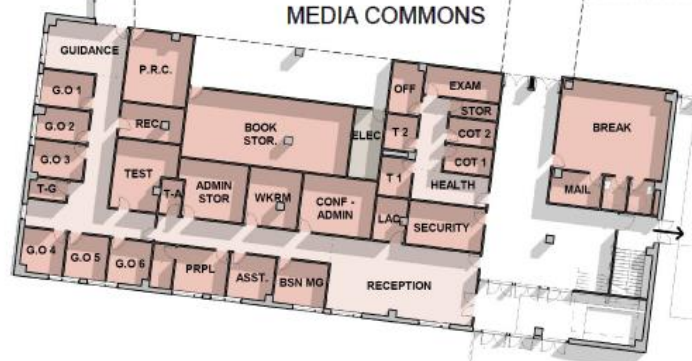 MEDIA COMMONS
GUIDANCE
P.R.C.
G.O 1
G.O 2
G.O 3
T-G
REC
TEST
T-A
BOOK
STOR.
ELEC
ADMIN
STOR
WKRM
CONF -
ADMIN
OFF
T 2
T 1
EXAM
STOR
COT 2
COT 1
HEALTH
LAC
SECURITY
BREAK
MAIL
G.O 4
G.O 5
G.O 6
PRPL
ASST.
BSN MG
RECEPTION